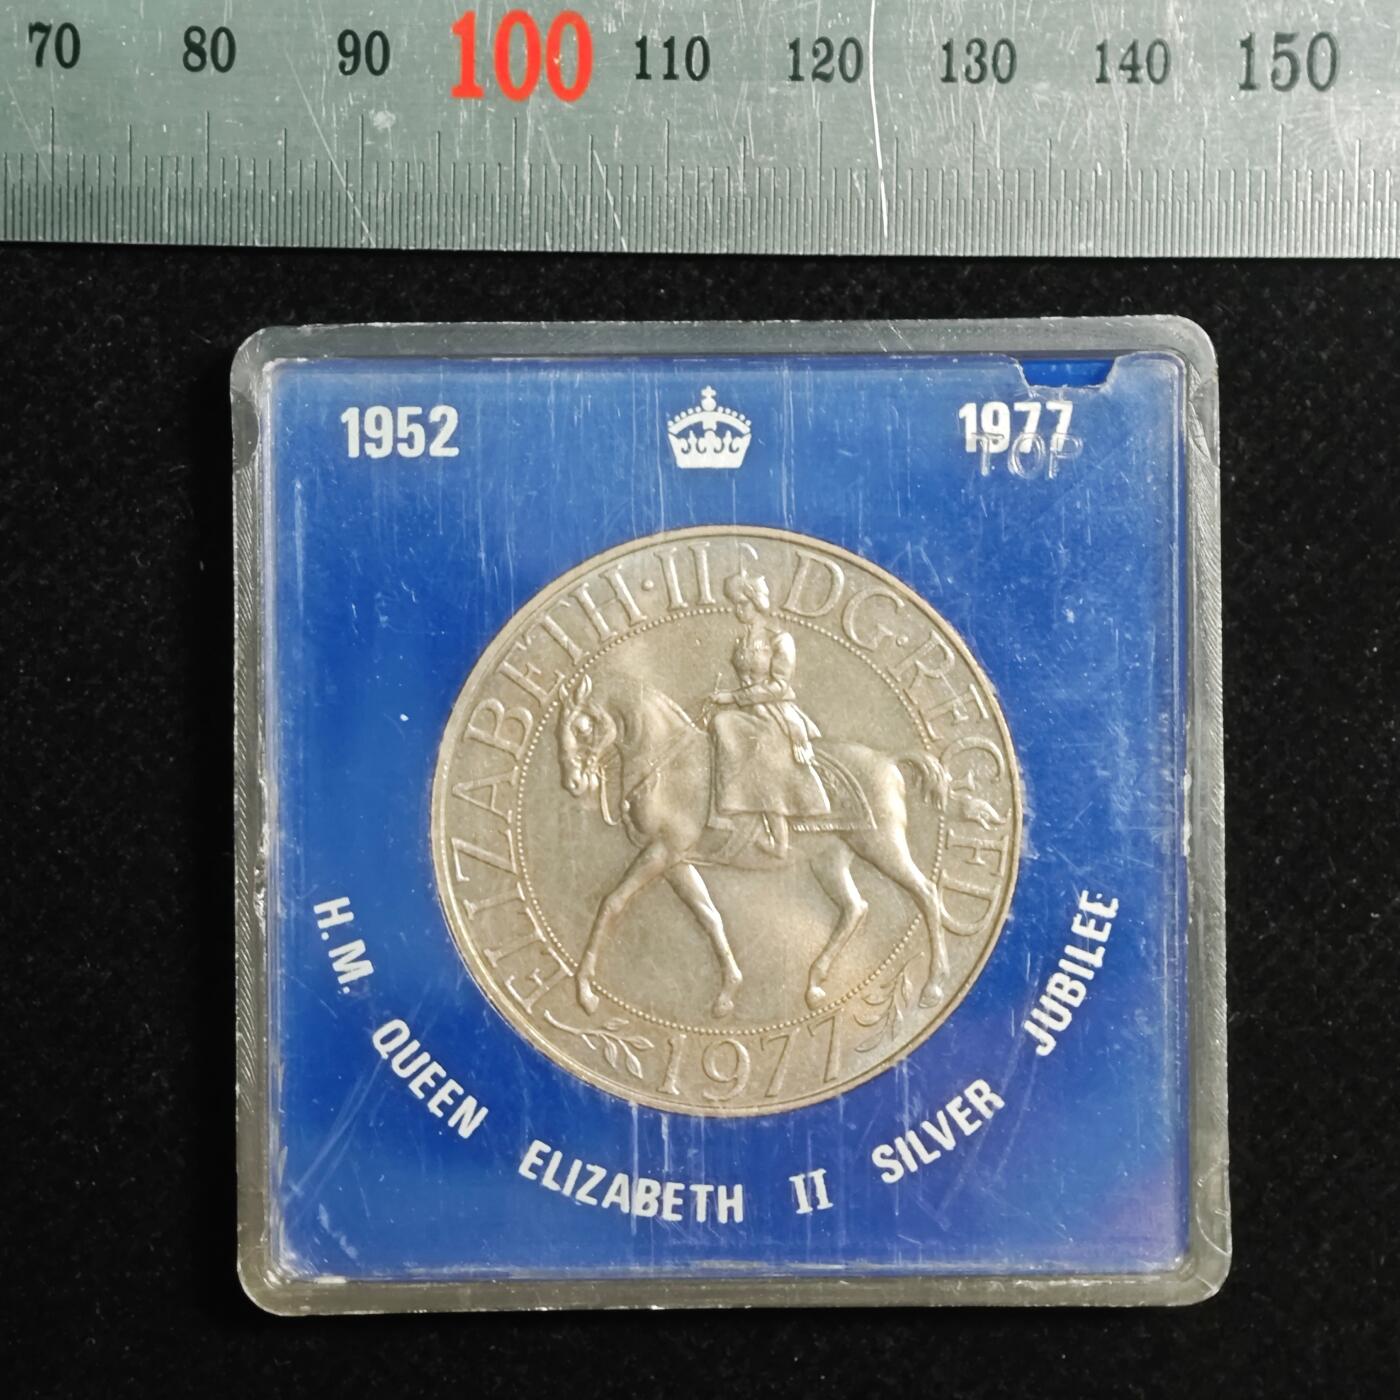 70 80 90 100 110 120 130 140 150
1952 1977
TOP
ELIZABETH·II DG·REG FD
1977
H.M. QUEEN ELIZABETH II SILVER JUBILEE